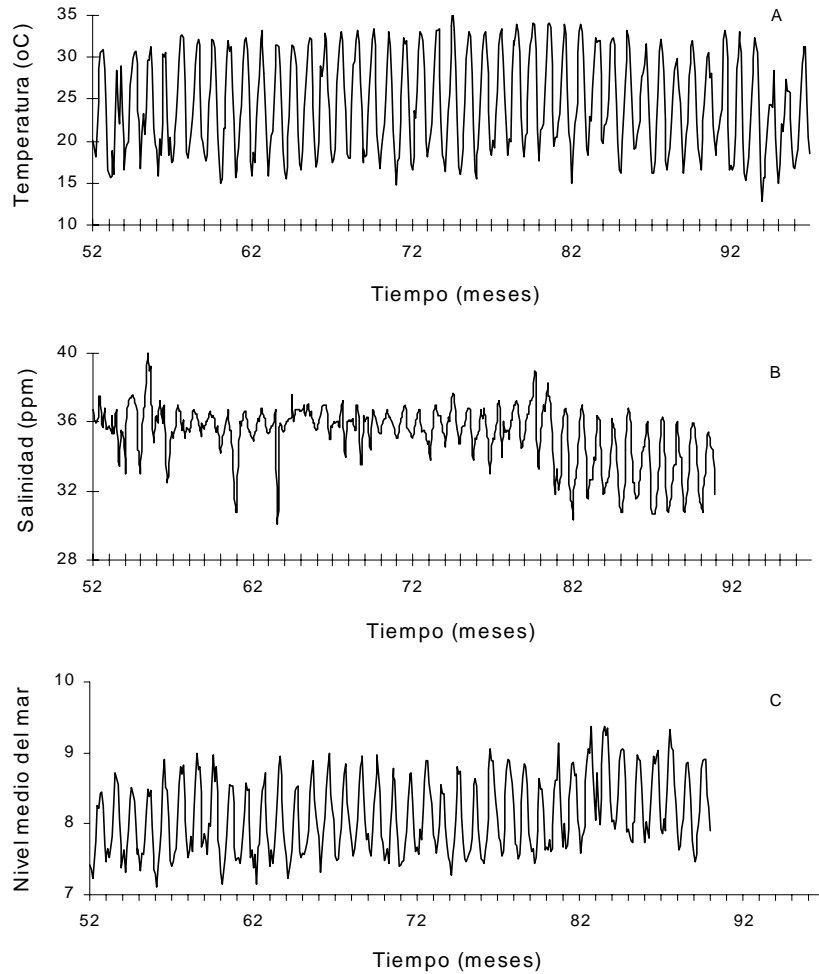 A
Temperatura (oC)
35
30
25
20
15
10
52 62 72 82 92
Tiempo (meses)
B
Salinidad (ppm)
40
36
32
28
52 62 72 82 92
Tiempo (meses)
C
Nivel medio del mar
10
9
8
7
52 62 72 82 92
Tiempo (meses)